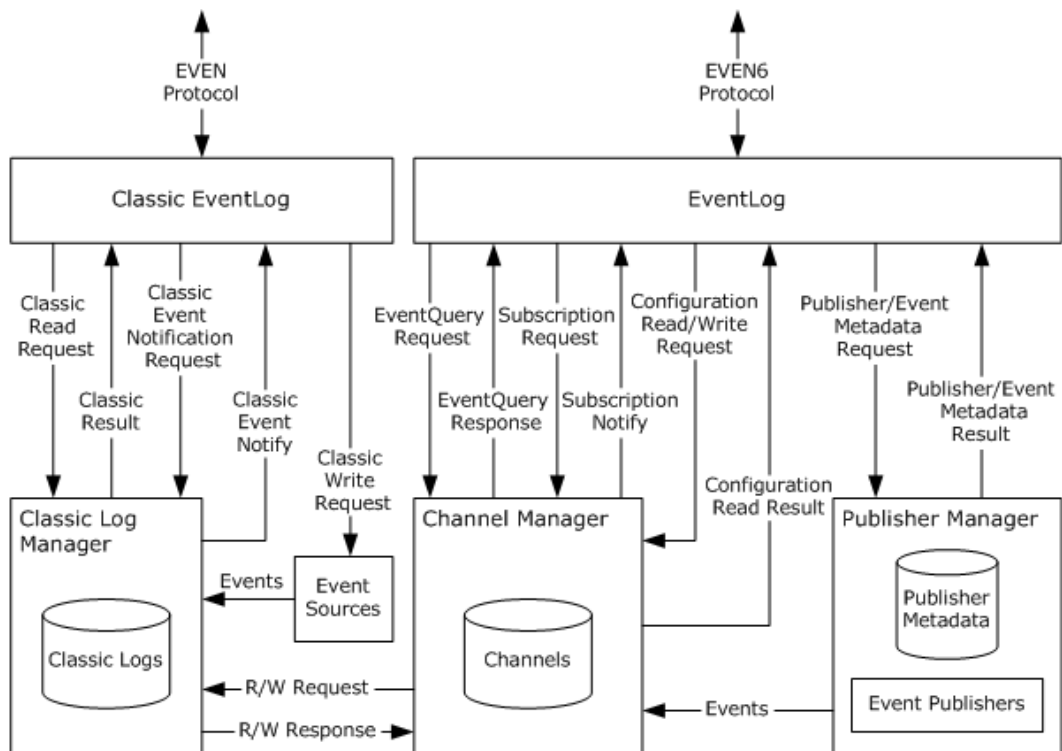 EVEN
Protocol
EVEN6
Protocol
Classic EventLog
EventLog
Classic
Read
Request
Classic
Result
Classic
Event
Notification
Request
Classic
Event
Notify
Classic
Write
Request
EventQuery
Request
EventQuery
Response
Subscription
Request
Subscription
Notify
Configuration
Read/Write
Request
Configuration
Read Result
Publisher/Event
Metadata
Request
Publisher/Event
Metadata
Result
Classic Log
Manager
Classic Logs
Events
Event
Sources
R/W Request
R/W Response
Channel Manager
Channels
Events
Publisher Manager
Publisher
Metadata
Event Publishers